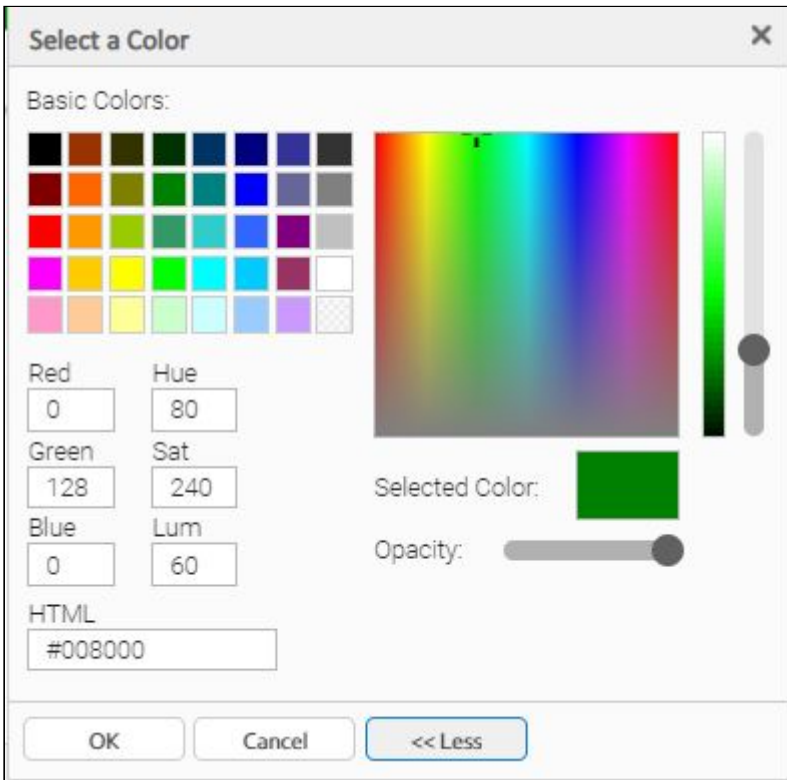 Select a Color
Basic Colors:
Red Hue
0 80
Green Sat
128 240
Blue Lum
0 60
HTML
#008000
Selected Color:
Opacity:
OK Cancel << Less